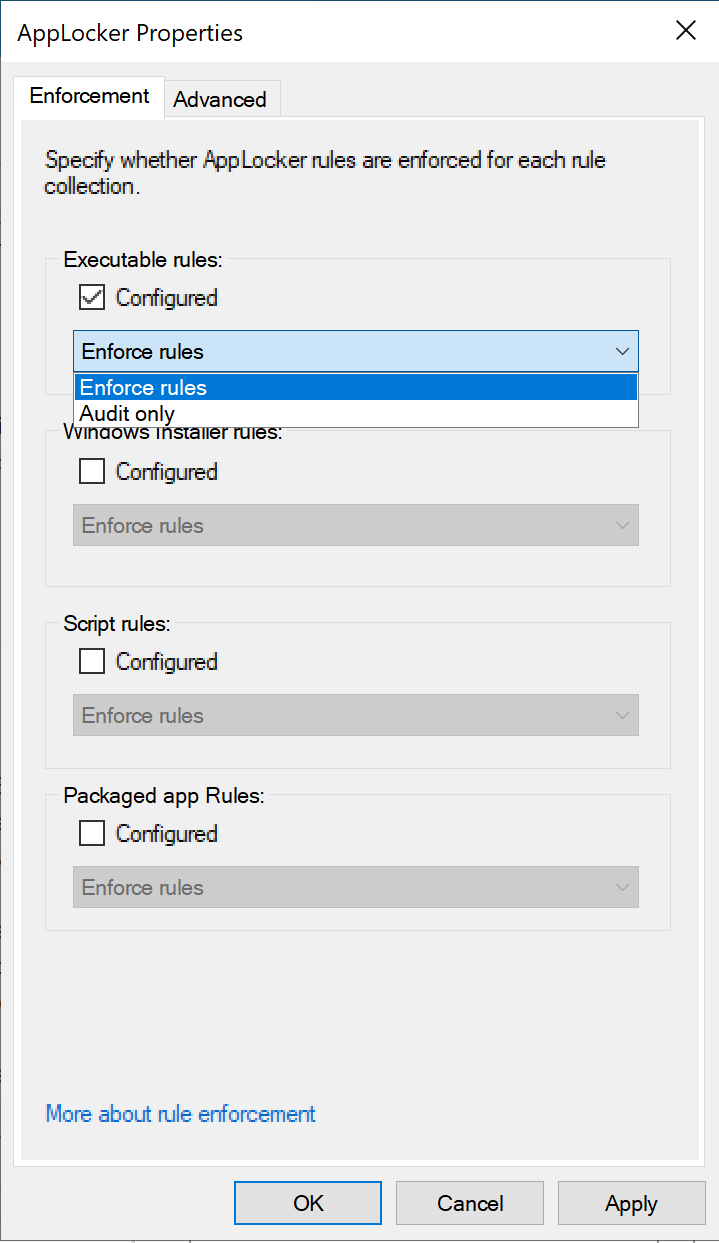 AppLocker Properties
Enforcement
Advanced
Specify whether AppLocker rules are enforced for each rule
collection.
Executable rules:
Configured
Enforce rules
Enforce rules
Audit only
Windows Installer rules:
Configured
Enforce rules
Script rules:
Configured
Enforce rules
Packaged app Rules:
Configured
Enforce rules
More about rule enforcement
OK
Cancel
Apply